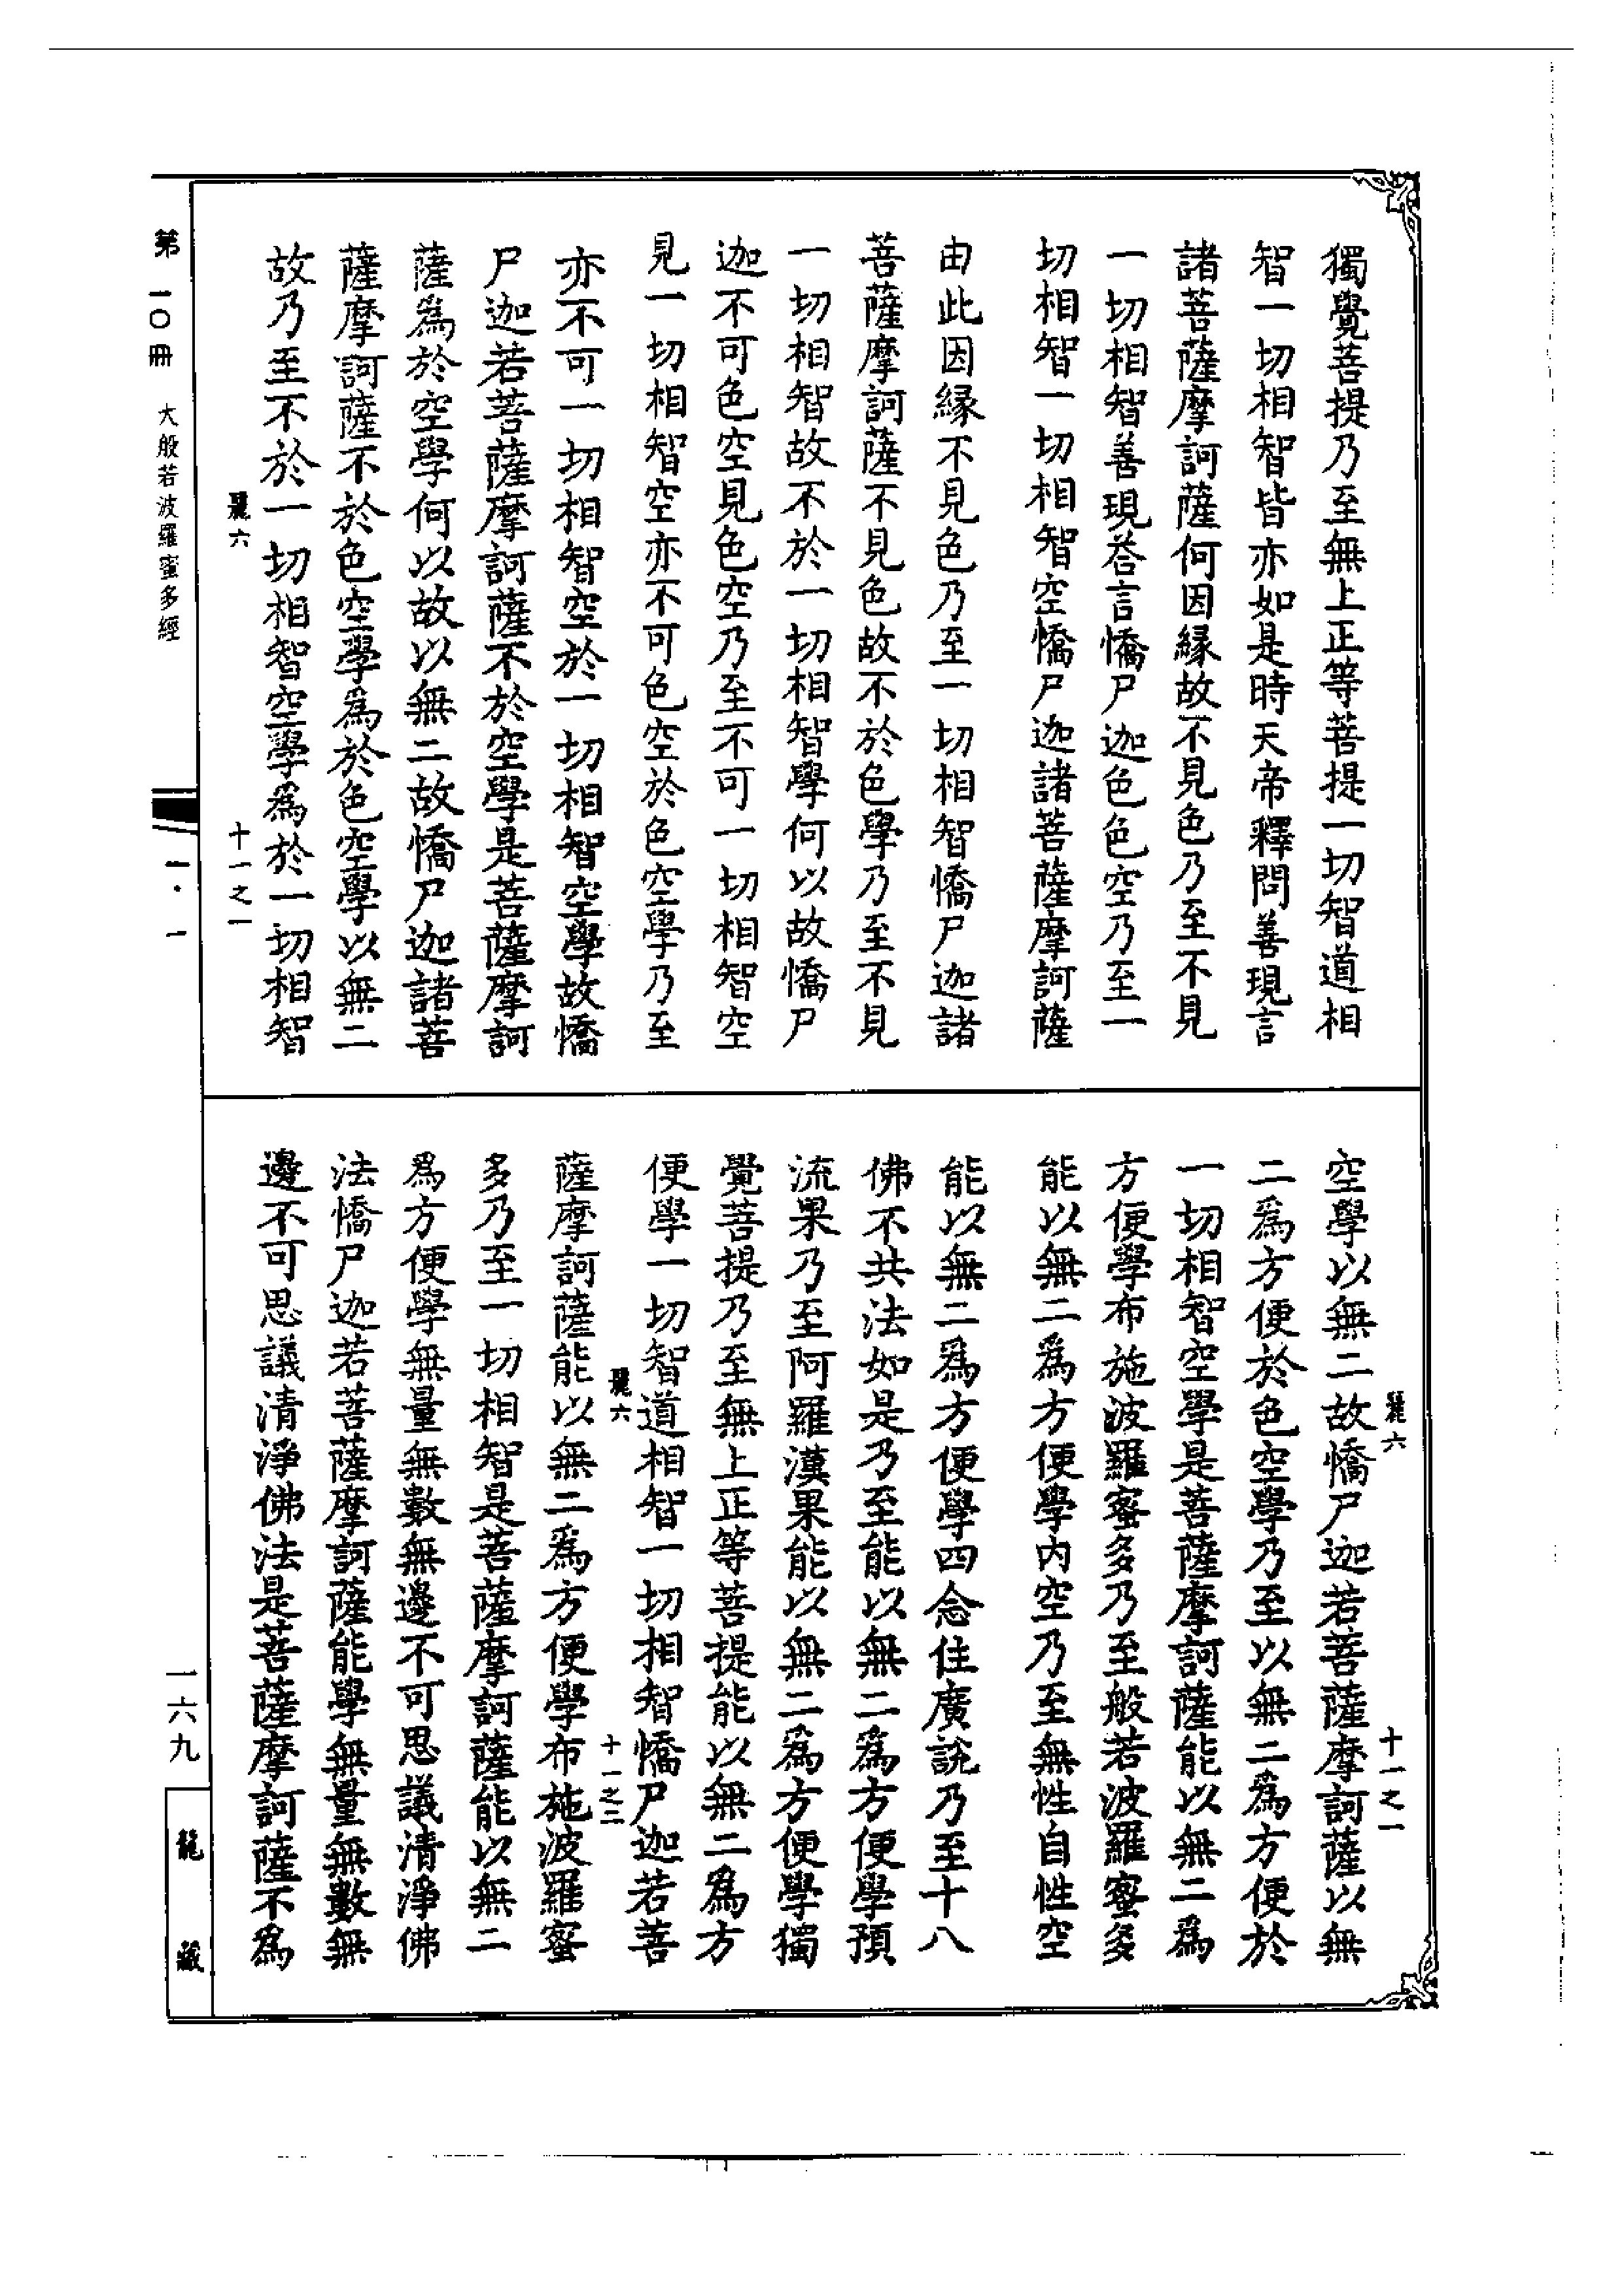 獨覺菩提乃至無上正等菩提一切智道相
智一切相智皆亦如是時天帝釋問善現言
諸菩薩摩訶薩何因緣故不見色乃至不見
一切相智善現荅言憍尸迦色色空乃至一
切相智一切相智空憍尸迦諸菩薩摩訶薩
由此因緣不見色乃至一切相智憍尸迦諸
菩薩摩訶薩不見色故不於色學乃至不見
一切相智故不於一切相智學何以故憍尸
迦不可色空見色空乃至不可一切相智空
見一切相智空亦不可色空於色空學乃至
亦不可一切相智空於一切相智空學故憍
尸迦若菩薩摩訶薩不於空學是菩薩摩訶
薩爲於空學何以故以無二故憍尸迦諸菩
薩摩訶薩不於色空學爲於色空學以無二
故乃至不於一切相智空學爲於一切相智
麗六 十一之一
第一〇冊 大般若波羅蜜多經 一·一
麗六 十一之一
空學以無二故憍尸迦若菩薩摩訶薩以無
二爲方便於色空學乃至以無二爲方便於
一切相智空學是菩薩摩訶薩能以無二爲
方便學布施波羅蜜多乃至般若波羅蜜多
能以無二爲方便學內空乃至無性自性空
能以無二爲方便學四念住廣說乃至十八
佛不共法如是乃至能以無二爲方便學預
流果乃至阿羅漢果能以無二爲方便學獨
覺菩提乃至無上正等菩提能以無二爲方
便學一切智道相智一切相智憍尸迦若菩
麗六 十一之二
薩摩訶薩能以無二爲方便學布施波羅蜜
多乃至一切相智是菩薩摩訶薩能以無二
爲方便學無量無數無邊不可思議清淨佛
法憍尸迦若菩薩摩訶薩能學無量無數無
邊不可思議清淨佛法是菩薩摩訶薩不爲
一六九
龍藏